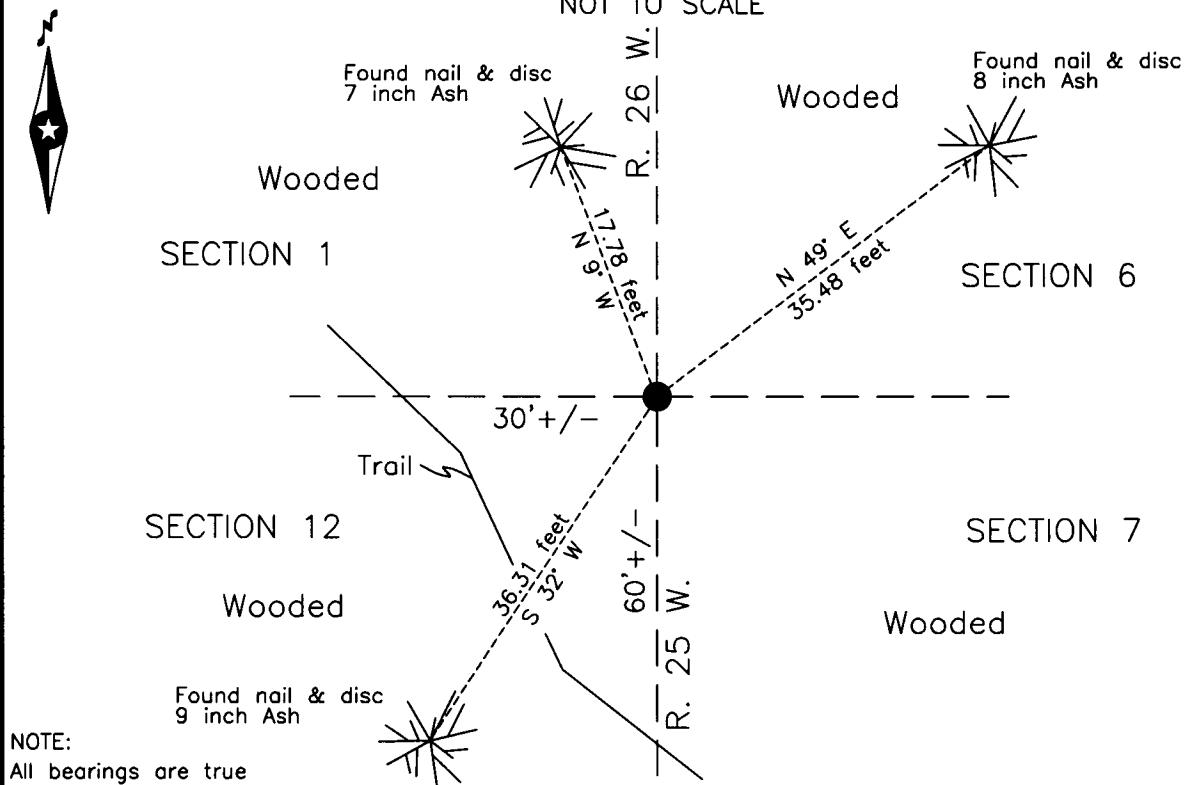 NOT TO SCALE
N
Found nail & disc
7 inch Ash
R. 26 W.
Wooded
Found nail & disc
8 inch Ash
Wooded
SECTION 1
17.78 feet
N 9° W
N 49° E
35.48 feet
SECTION 6
30'+/-
Trail
SECTION 12
36.31 feet
S 32° W
60'+/-
R. 25 W.
SECTION 7
Wooded
Wooded
Found nail & disc
9 inch Ash
NOTE:
All bearings are true